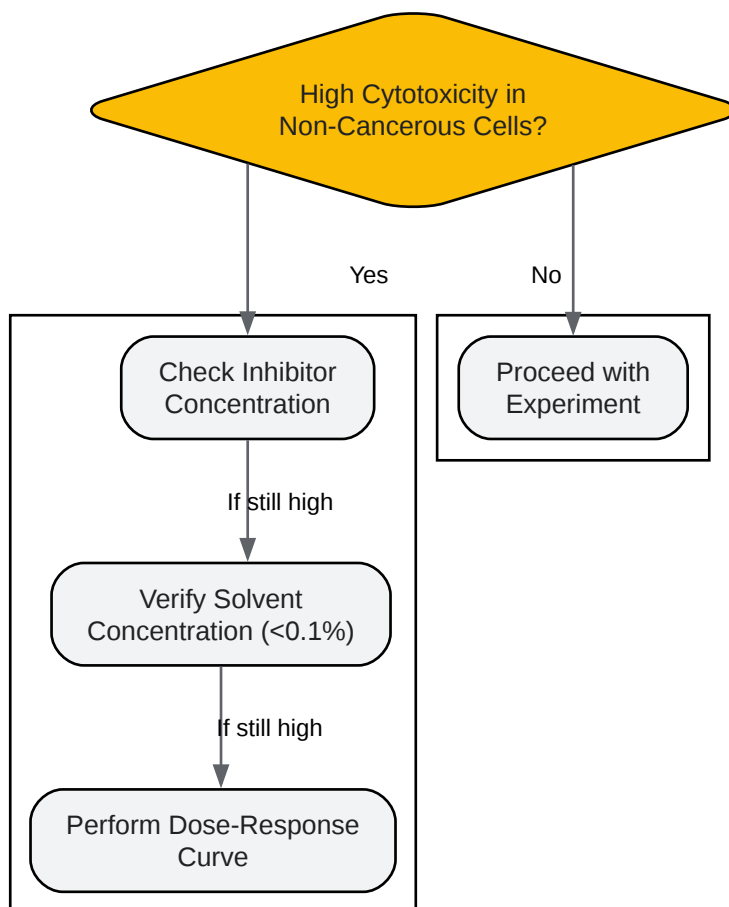 High Cytotoxicity in
Non-Cancerous Cells?
Yes
No
Check Inhibitor
Concentration
Proceed with
Experiment
If still high
Verify Solvent
Concentration (<0.1%)
If still high
Perform Dose-Response
Curve